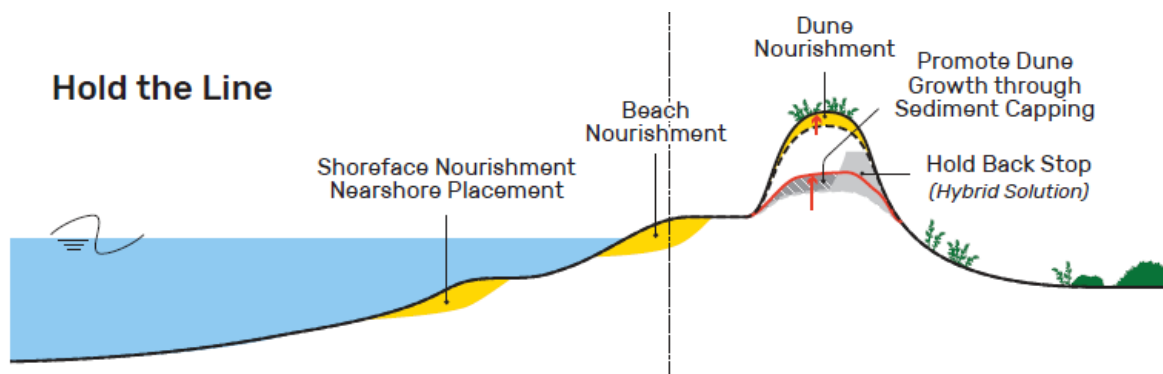 Hold the Line
Shoreface Nourishment
Nearshore Placement
Beach
Nourishment
Dune
Nourishment
Promote Dune
Growth through
Sediment Capping
Hold Back Stop
(Hybrid Solution)